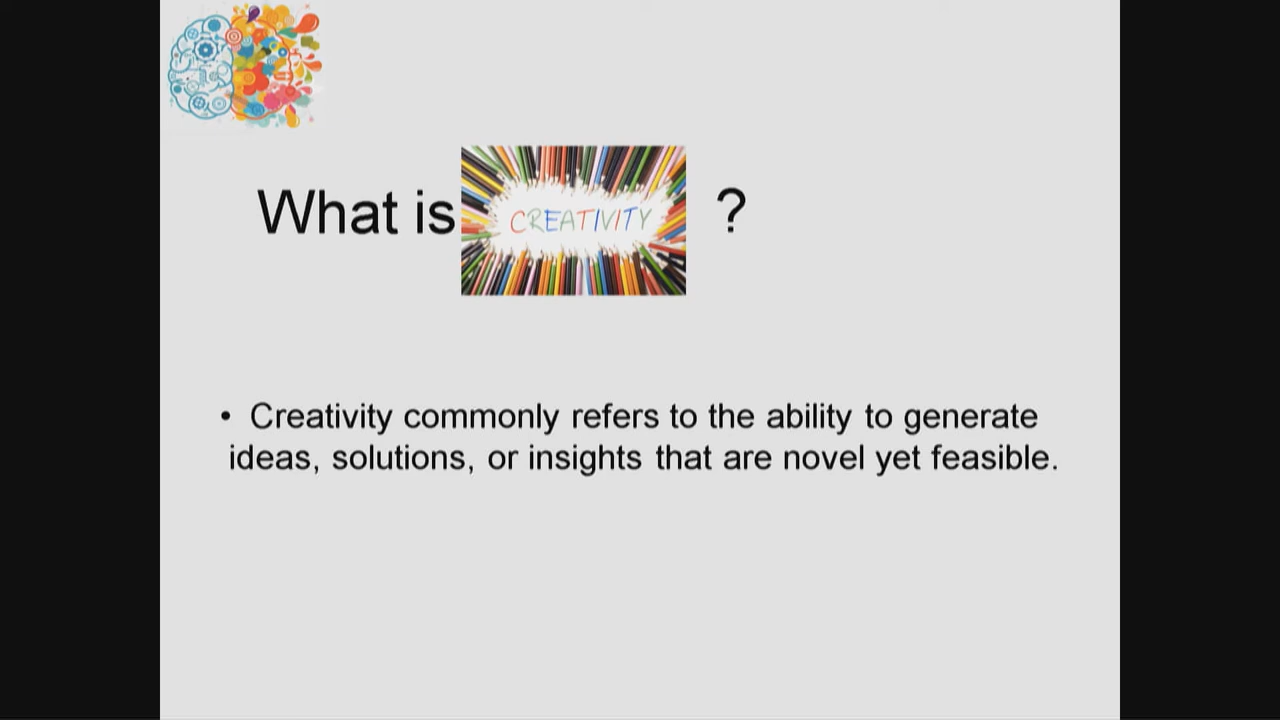 What is CREATIVITY ?
• Creativity commonly refers to the ability to generate
ideas, solutions, or insights that are novel yet feasible.